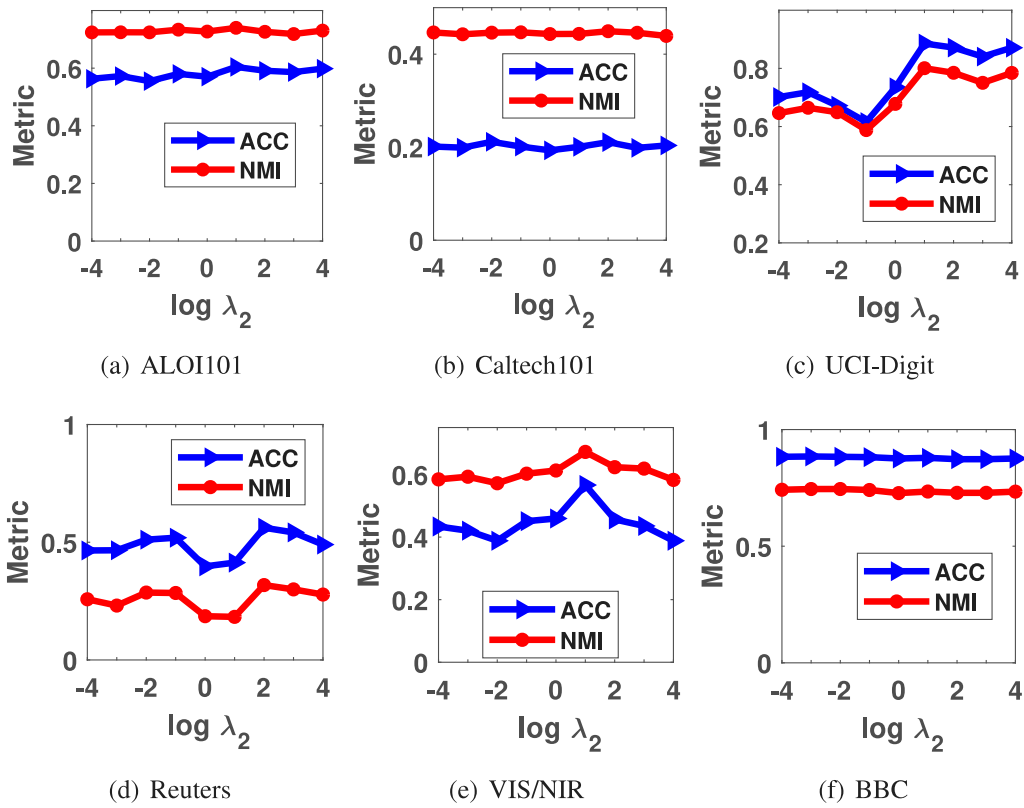 Metric
0.6
0.4
0.2
0
ACC
NMI
-4 -2 0 2 4
log λ2
(a) ALOI101
Metric
0.4
0.2
0
ACC
NMI
-4 -2 0 2 4
log λ2
(b) Caltech101
Metric
0.8
0.6
0.4
0.2
ACC
NMI
-4 -2 0 2 4
log λ2
(c) UCI-Digit
Metric
1
0.5
0
ACC
NMI
-4 -2 0 2 4
log λ2
(d) Reuters
Metric
0.6
0.4
0.2
0
ACC
NMI
-4 -2 0 2 4
log λ2
(e) VIS/NIR
Metric
1
0.5
0
ACC
NMI
-4 -2 0 2 4
log λ2
(f) BBC